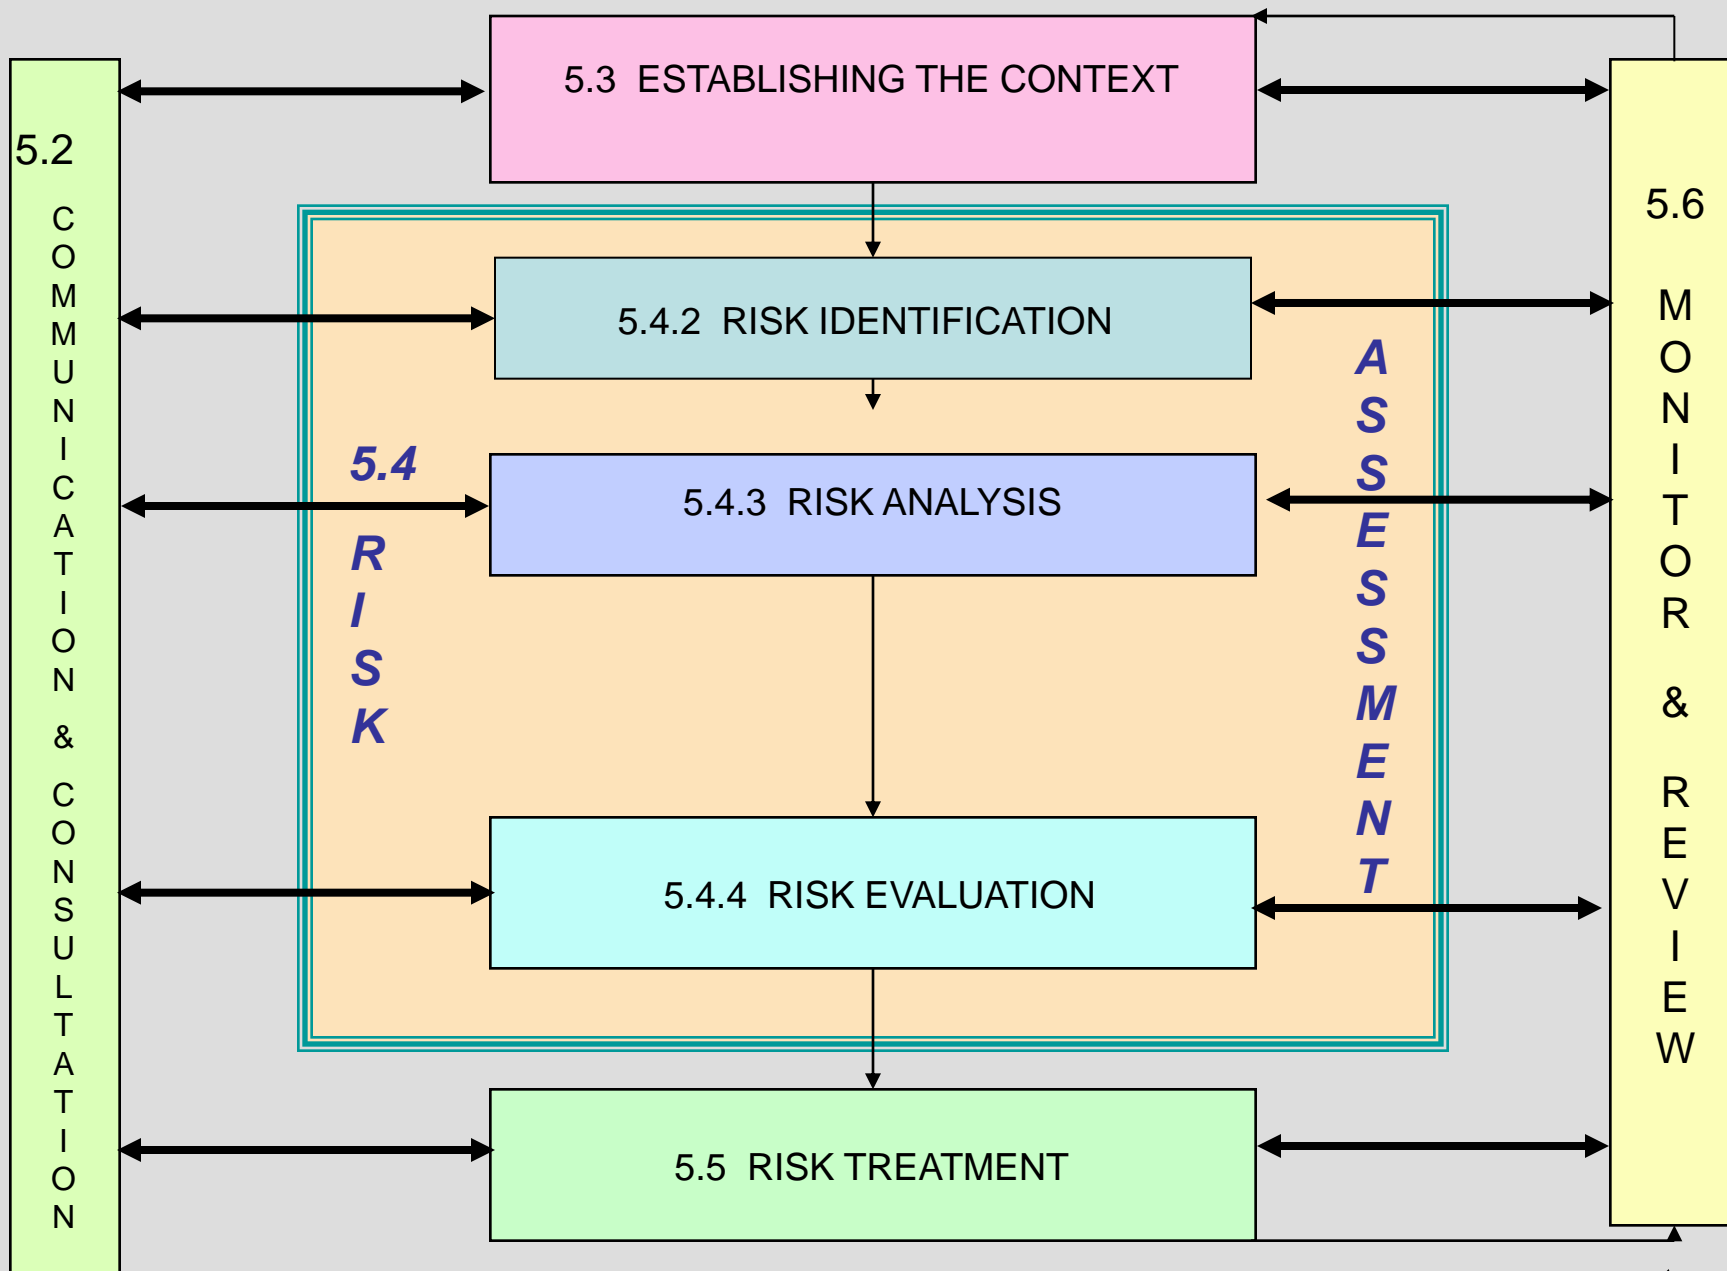 5.3 ESTABLISHING THE CONTEXT
5.2
COMMUNICATION & CONSULTATION
5.6
MONITOR & REVIEW
5.4.2 RISK IDENTIFICATION
5.4
RISK
ASSESSMENT
5.4.3 RISK ANALYSIS
5.4.4 RISK EVALUATION
5.5 RISK TREATMENT